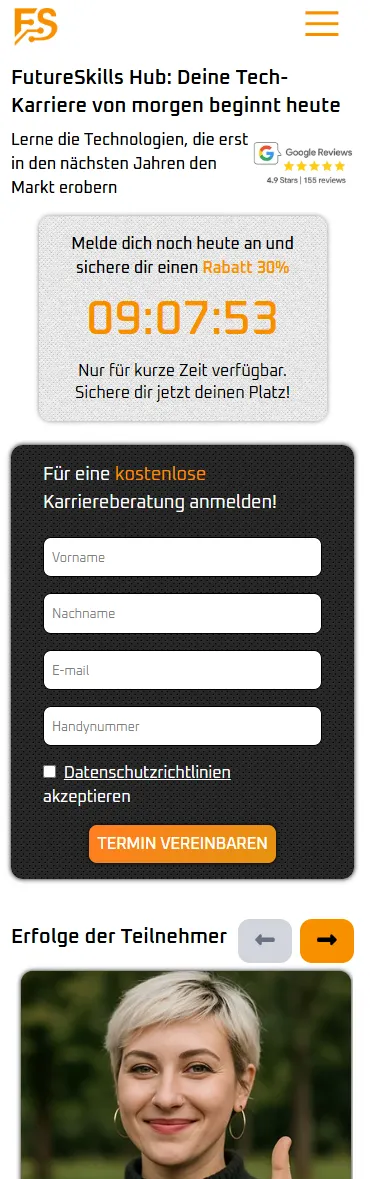 FS
FutureSkills Hub: Deine Tech-
Karriere von morgen beginnt heute
Lerne die Technologien, die erst
in den nächsten Jahren den
Markt erobern
G Google Reviews
4.9 Stars | 155 reviews
Melde dich noch heute an und
sichere dir einen Rabatt 30%
09:07:53
Nur für kurze Zeit verfügbar.
Sichere dir jetzt deinen Platz!
Für eine kostenlose
Karriereberatung anmelden!
Vorname
Nachname
E-mail
Handynummer
Datenschutzrichtlinien
akzeptieren
TERMIN VEREINBAREN
Erfolge der Teilnehmer